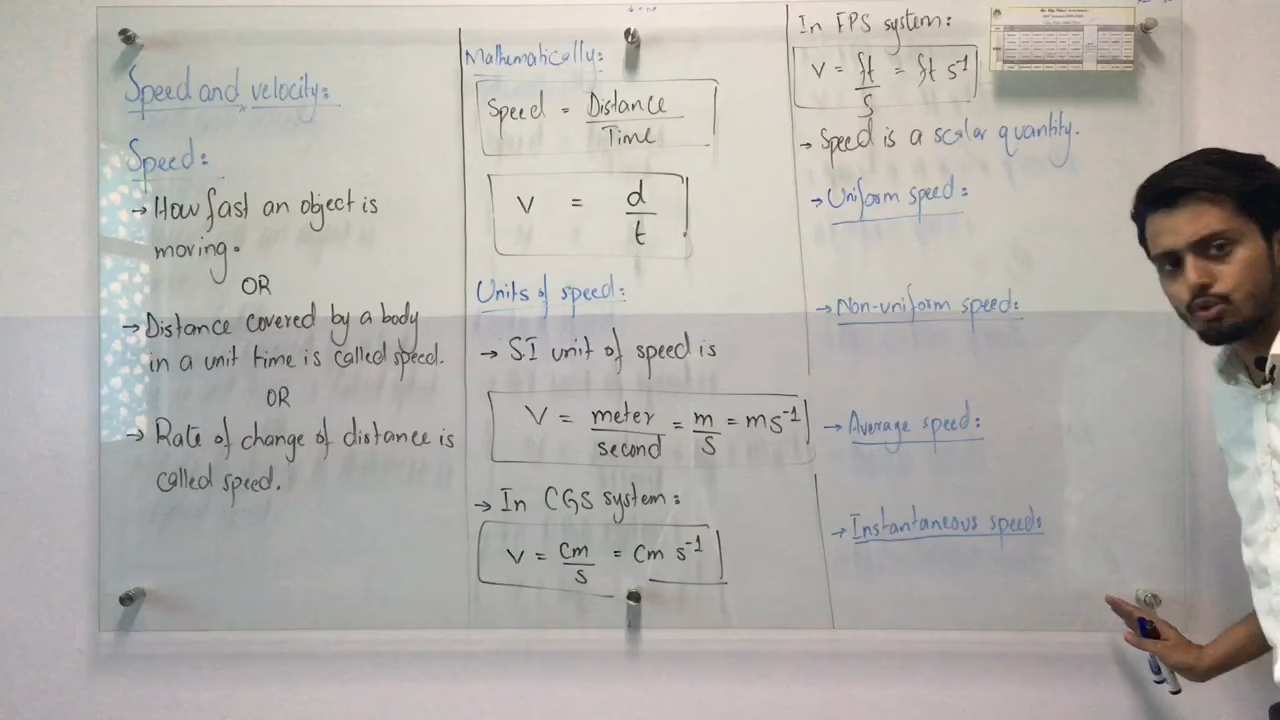 Speed and velocity:
Speed:
→ How fast an object is
moving.
OR
→ Distance covered by a body
in a unit time is called speed.
OR
→ Rate of change of distance is
called speed.
Mathematically:
Speed = Distance / Time
V = d / t
Units of speed:
→ S.I unit of speed is
V = meter / second = m / s = ms⁻¹
→ In CGS system:
V = Cm / s = Cm s⁻¹
In FPS system:
V = ft / s = ft s⁻¹
→ Speed is a scalar quantity.
→ Uniform speed:
→ Non-uniform speed:
→ Average speed:
→ Instantaneous speed: